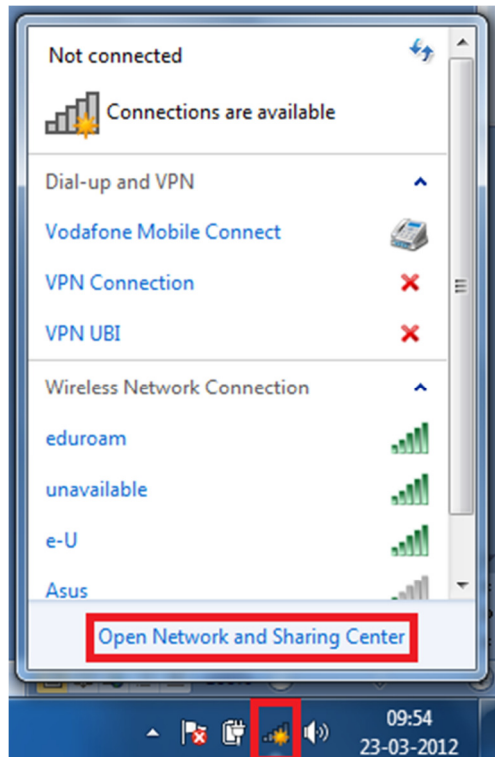 Not connected
Connections are available
Dial-up and VPN
Vodafone Mobile Connect
VPN Connection
VPN UBI
Wireless Network Connection
eduroam
unavailable
e-U
Asus
Open Network and Sharing Center
09:54
23-03-2012